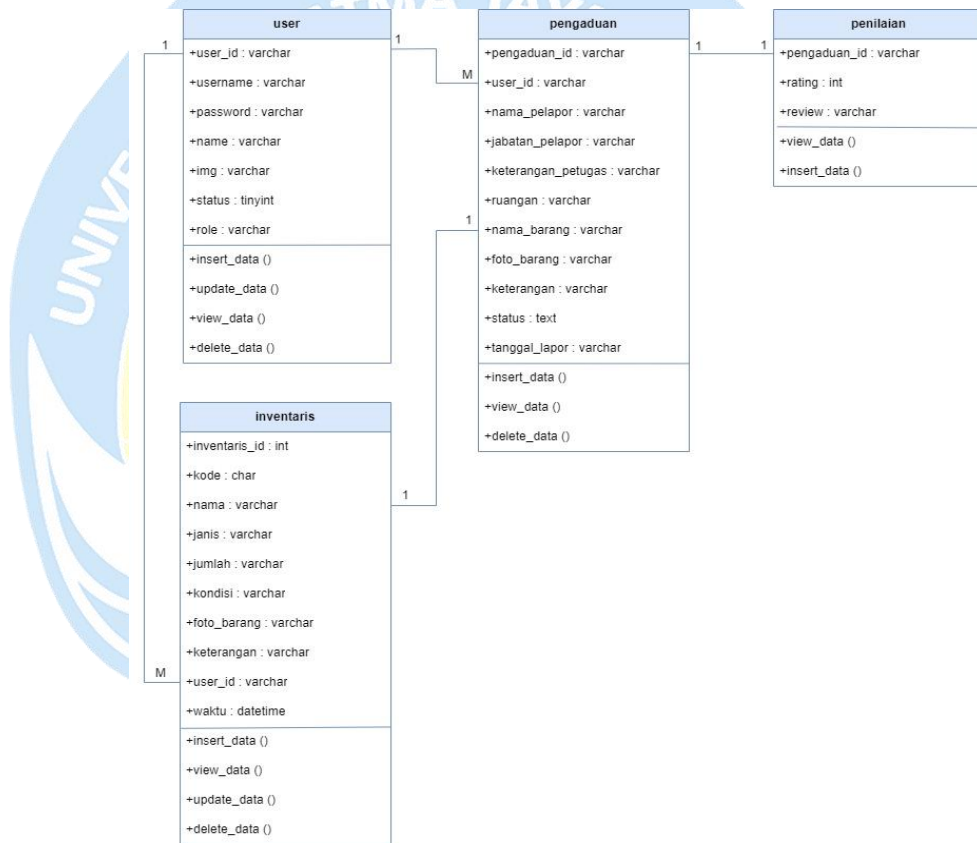 user
+user_id : varchar
+username : varchar
+password : varchar
+name : varchar
+img : varchar
+status : tinyint
+role : varchar
+insert_data ()
+update_data ()
+view_data ()
+delete_data ()
1
1
M
pengaduan
+pengaduan_id : varchar
+user_id : varchar
+nama_pelapor : varchar
+jabatan_pelapor : varchar
+keterangan_petugas : varchar
+ruangan : varchar
+nama_barang : varchar
+foto_barang : varchar
+keterangan : varchar
+status : text
+tanggal_lapor : varchar
+insert_data ()
+view_data ()
+delete_data ()
1
1
penilaian
+pengaduan_id : varchar
+rating : int
+review : varchar
+view_data ()
+insert_data ()
1
1
M
inventaris
+inventaris_id : int
+kode : char
+nama : varchar
+janis : varchar
+jumlah : varchar
+kondisi : varchar
+foto_barang : varchar
+keterangan : varchar
+user_id : varchar
+waktu : datetime
+insert_data ()
+view_data ()
+update_data ()
+delete_data ()